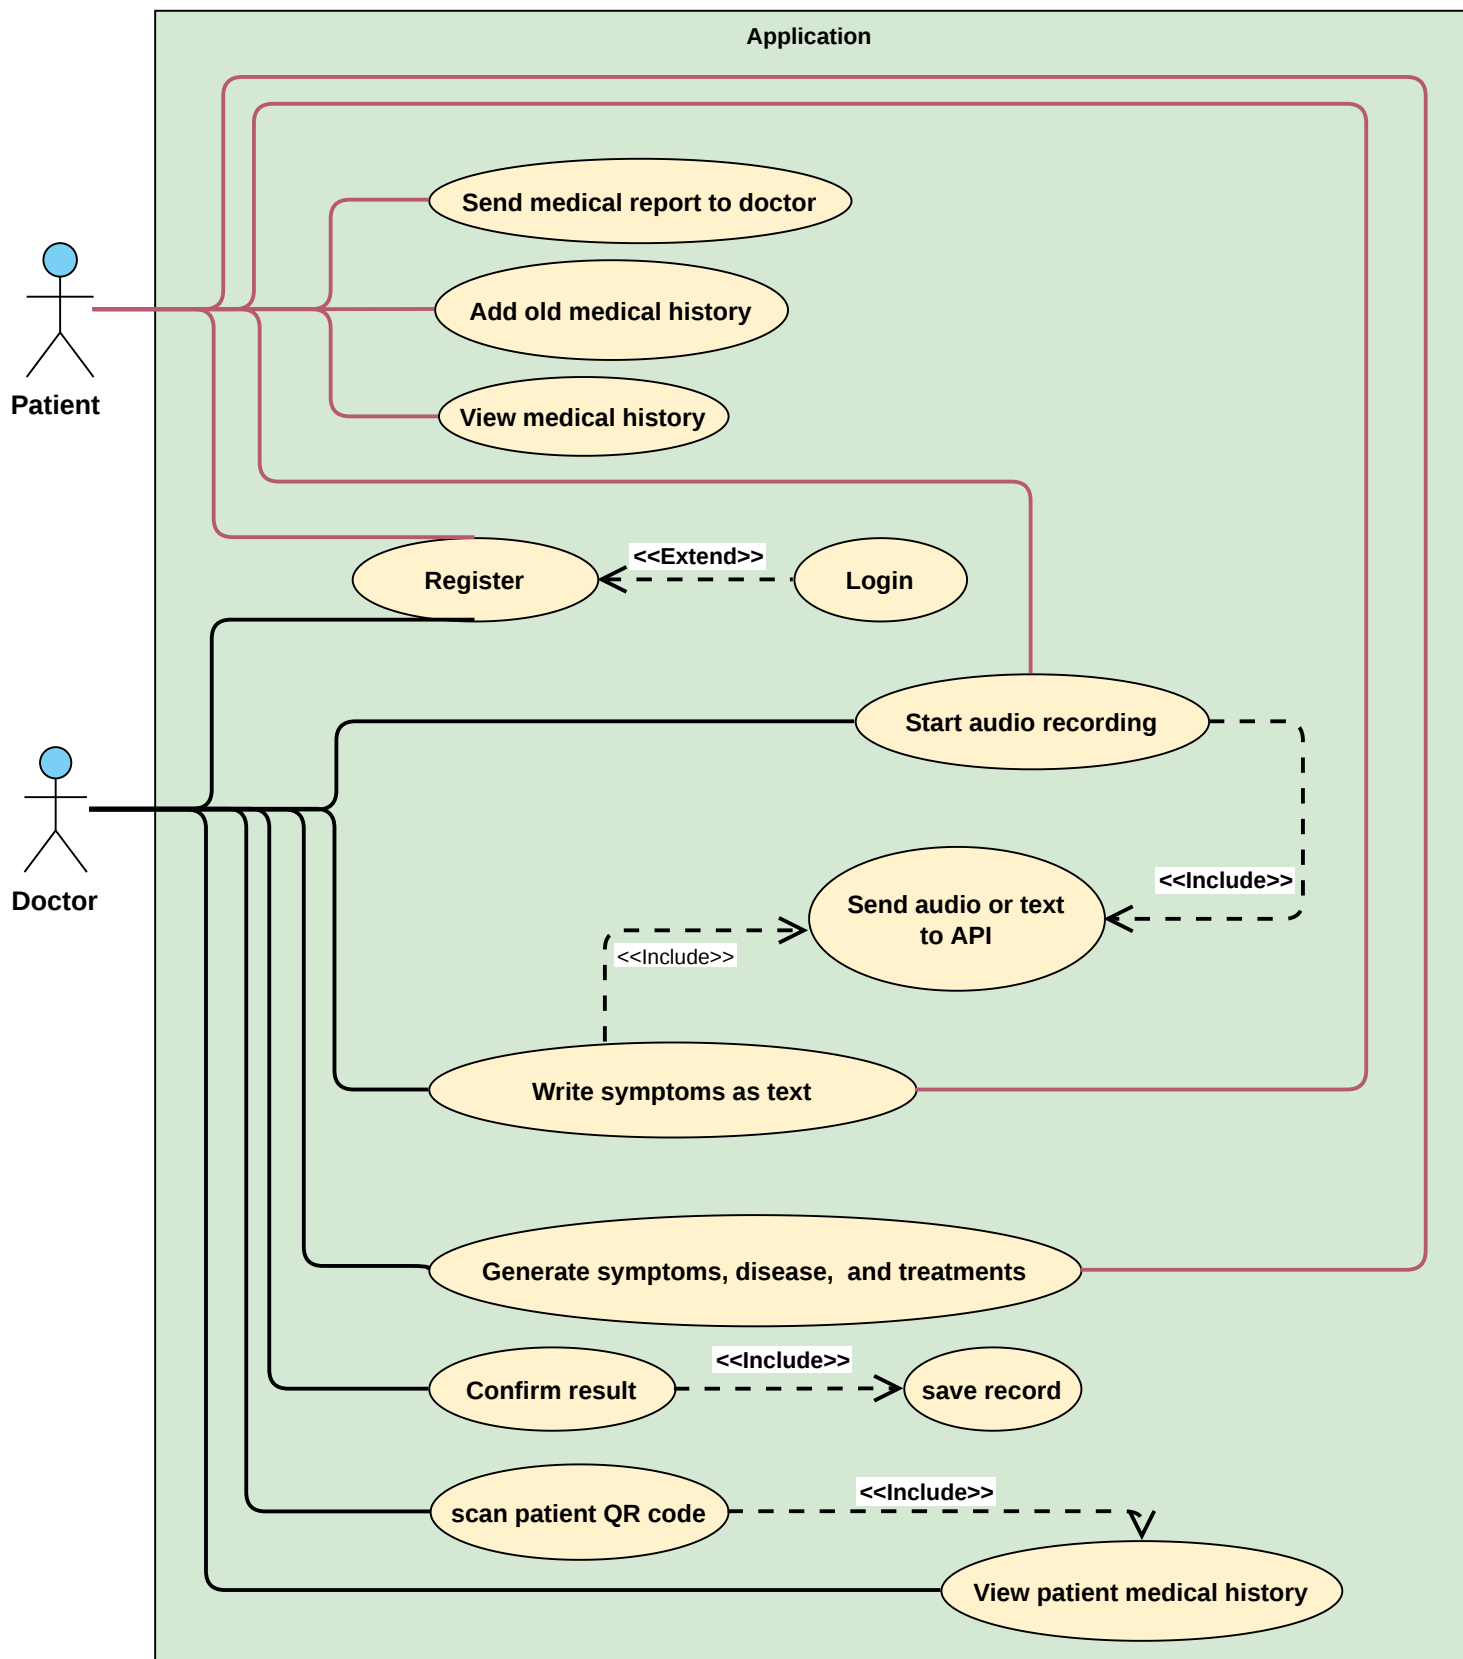 Application
Send medical report to doctor
Add old medical history
Patient
View medical history
<<Extend>>
Register
Login
Start audio recording
Doctor
<<Include>>
Send audio or text
to API
<<Include>>
Write symptoms as text
Generate symptoms, disease,  and treatments
<<Include>>
Confirm result
save record
<<Include>>
scan patient QR code
View patient medical history